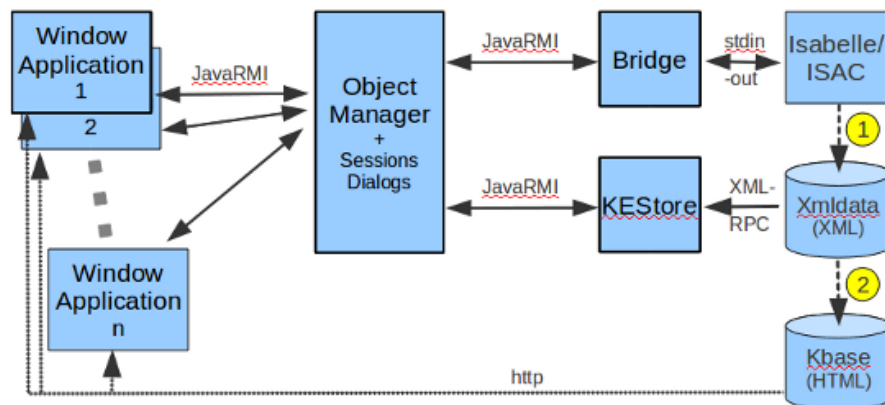 Window
Application
1
2
JavaRMI
Object
Manager
+
Sessions
Dialogs
JavaRMI
Bridge
stdin
-out
Isabelle/
ISAC
1
JavaRMI
KEStore
XML-
RPC
Xmldata
(XML)
2
Window
Application
n
http
Kbase
(HTML)